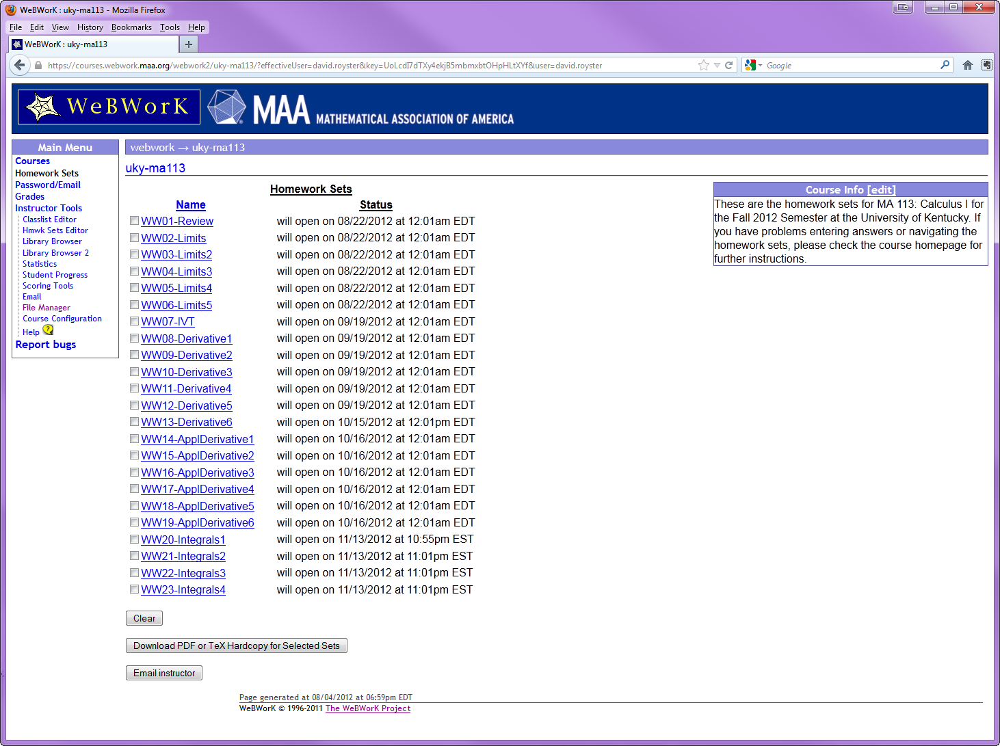 WeBWorK : uky-ma113 - Mozilla Firefox
File Edit View History Bookmarks Tools Help
WeBWorK : uky-ma113
https://courses.webwork.maa.org/webwork2/uky-ma113/?effectiveUser=david.royster&key=UoLcdI7dTXy4ekjB5mbmxbtOHpHLtXYf&user=david.royster Google
WeBWorK MAA MATHEMATICAL ASSOCIATION OF AMERICA
Main Menu
Courses
Homework Sets
Password/Email
Grades
Instructor Tools
Classlist Editor
Hmwk Sets Editor
Library Browser
Library Browser 2
Statistics
Student Progress
Scoring Tools
Email
File Manager
Course Configuration
Help ?
Report bugs
webwork → uky-ma113
uky-ma113
Homework Sets
Name Status
WW01-Review will open on 08/22/2012 at 12:01am EDT
WW02-Limits will open on 08/22/2012 at 12:01am EDT
WW03-Limits2 will open on 08/22/2012 at 12:01am EDT
WW04-Limits3 will open on 08/22/2012 at 12:01am EDT
WW05-Limits4 will open on 08/22/2012 at 12:01am EDT
WW06-Limits5 will open on 08/22/2012 at 12:01am EDT
WW07-IVT will open on 09/19/2012 at 12:01am EDT
WW08-Derivative1 will open on 09/19/2012 at 12:01am EDT
WW09-Derivative2 will open on 09/19/2012 at 12:01am EDT
WW10-Derivative3 will open on 09/19/2012 at 12:01am EDT
WW11-Derivative4 will open on 09/19/2012 at 12:01am EDT
WW12-Derivative5 will open on 09/19/2012 at 12:01am EDT
WW13-Derivative6 will open on 10/15/2012 at 12:01pm EDT
WW14-ApplDerivative1 will open on 10/16/2012 at 12:01am EDT
WW15-ApplDerivative2 will open on 10/16/2012 at 12:01am EDT
WW16-ApplDerivative3 will open on 10/16/2012 at 12:01am EDT
WW17-ApplDerivative4 will open on 10/16/2012 at 12:01am EDT
WW18-ApplDerivative5 will open on 10/16/2012 at 12:01am EDT
WW19-ApplDerivative6 will open on 10/16/2012 at 12:01am EDT
WW20-Integrals1 will open on 11/13/2012 at 10:55pm EST
WW21-Integrals2 will open on 11/13/2012 at 11:01pm EST
WW22-Integrals3 will open on 11/13/2012 at 11:01pm EST
WW23-Integrals4 will open on 11/13/2012 at 11:01pm EST
Clear
Download PDF or TeX Hardcopy for Selected Sets
Email instructor
Course Info [edit]
These are the homework sets for MA 113: Calculus I for
the Fall 2012 Semester at the University of Kentucky. If
you have problems entering answers or navigating the
homework sets, please check the course homepage for
further instructions.
Page generated at 08/04/2012 at 06:59pm EDT
WeBWorK © 1996-2011 The WeBWorK Project